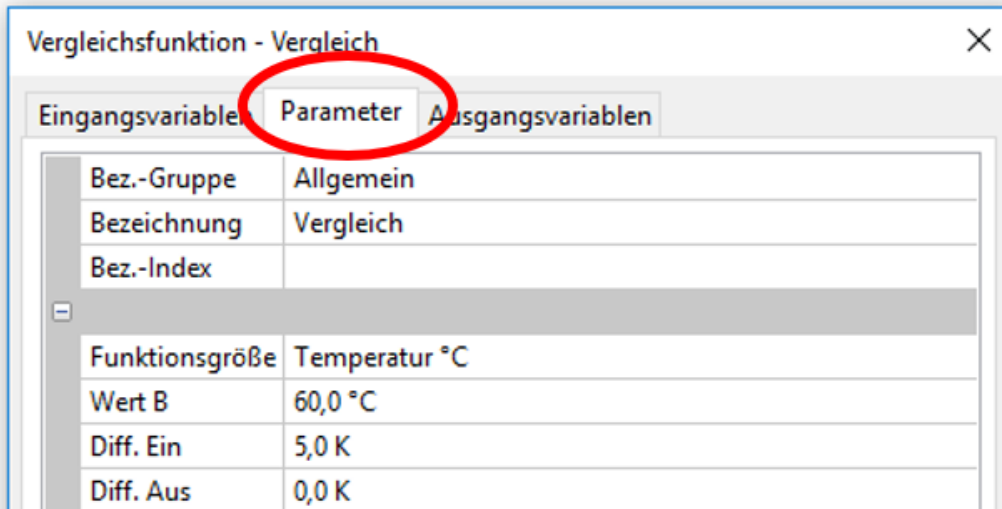 Vergleichsfunktion - Vergleich
Eingangsvariablen Parameter Ausgangsvariablen
Bez.-Gruppe Allgemein
Bezeichnung Vergleich
Bez.-Index
Funktionsgröße Temperatur °C
Wert B 60,0 °C
Diff. Ein 5,0 K
Diff. Aus 0,0 K